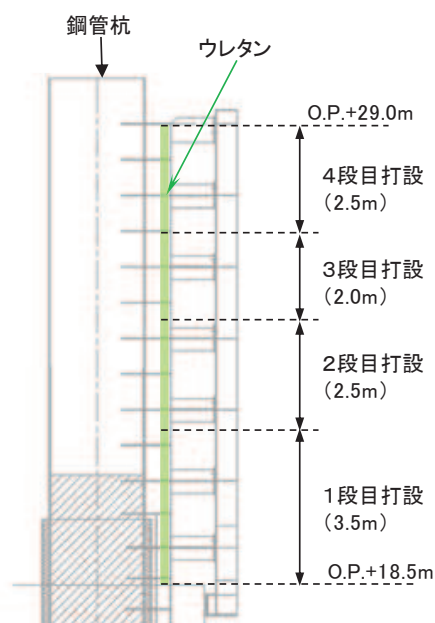 鋼管杭
ウレタン
O.P.+29.0m
4段目打設
(2.5m)
3段目打設
(2.0m)
2段目打設
(2.5m)
1段目打設
(3.5m)
O.P.+18.5m